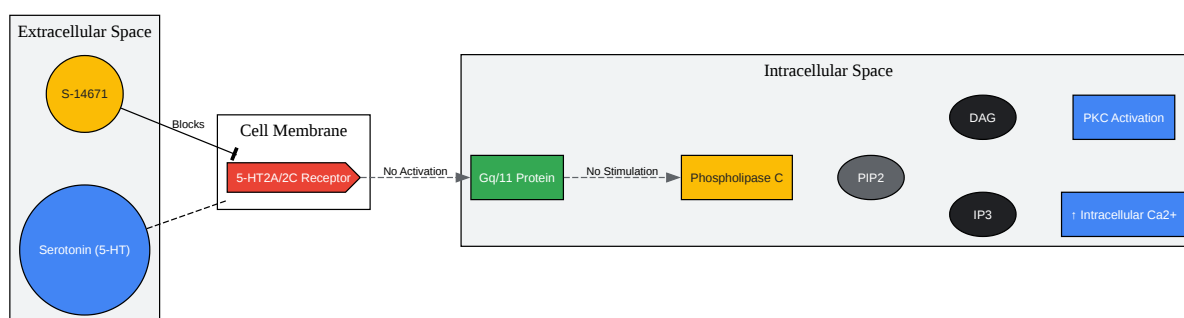 Extracellular Space
S-14671
Blocks
Serotonin (5-HT)
Cell Membrane
5-HT2A/2C Receptor
No Activation
Intracellular Space
Gq/11 Protein
No Stimulation
Phospholipase C
PIP2
DAG
PKC Activation
IP3
↑ Intracellular Ca2+